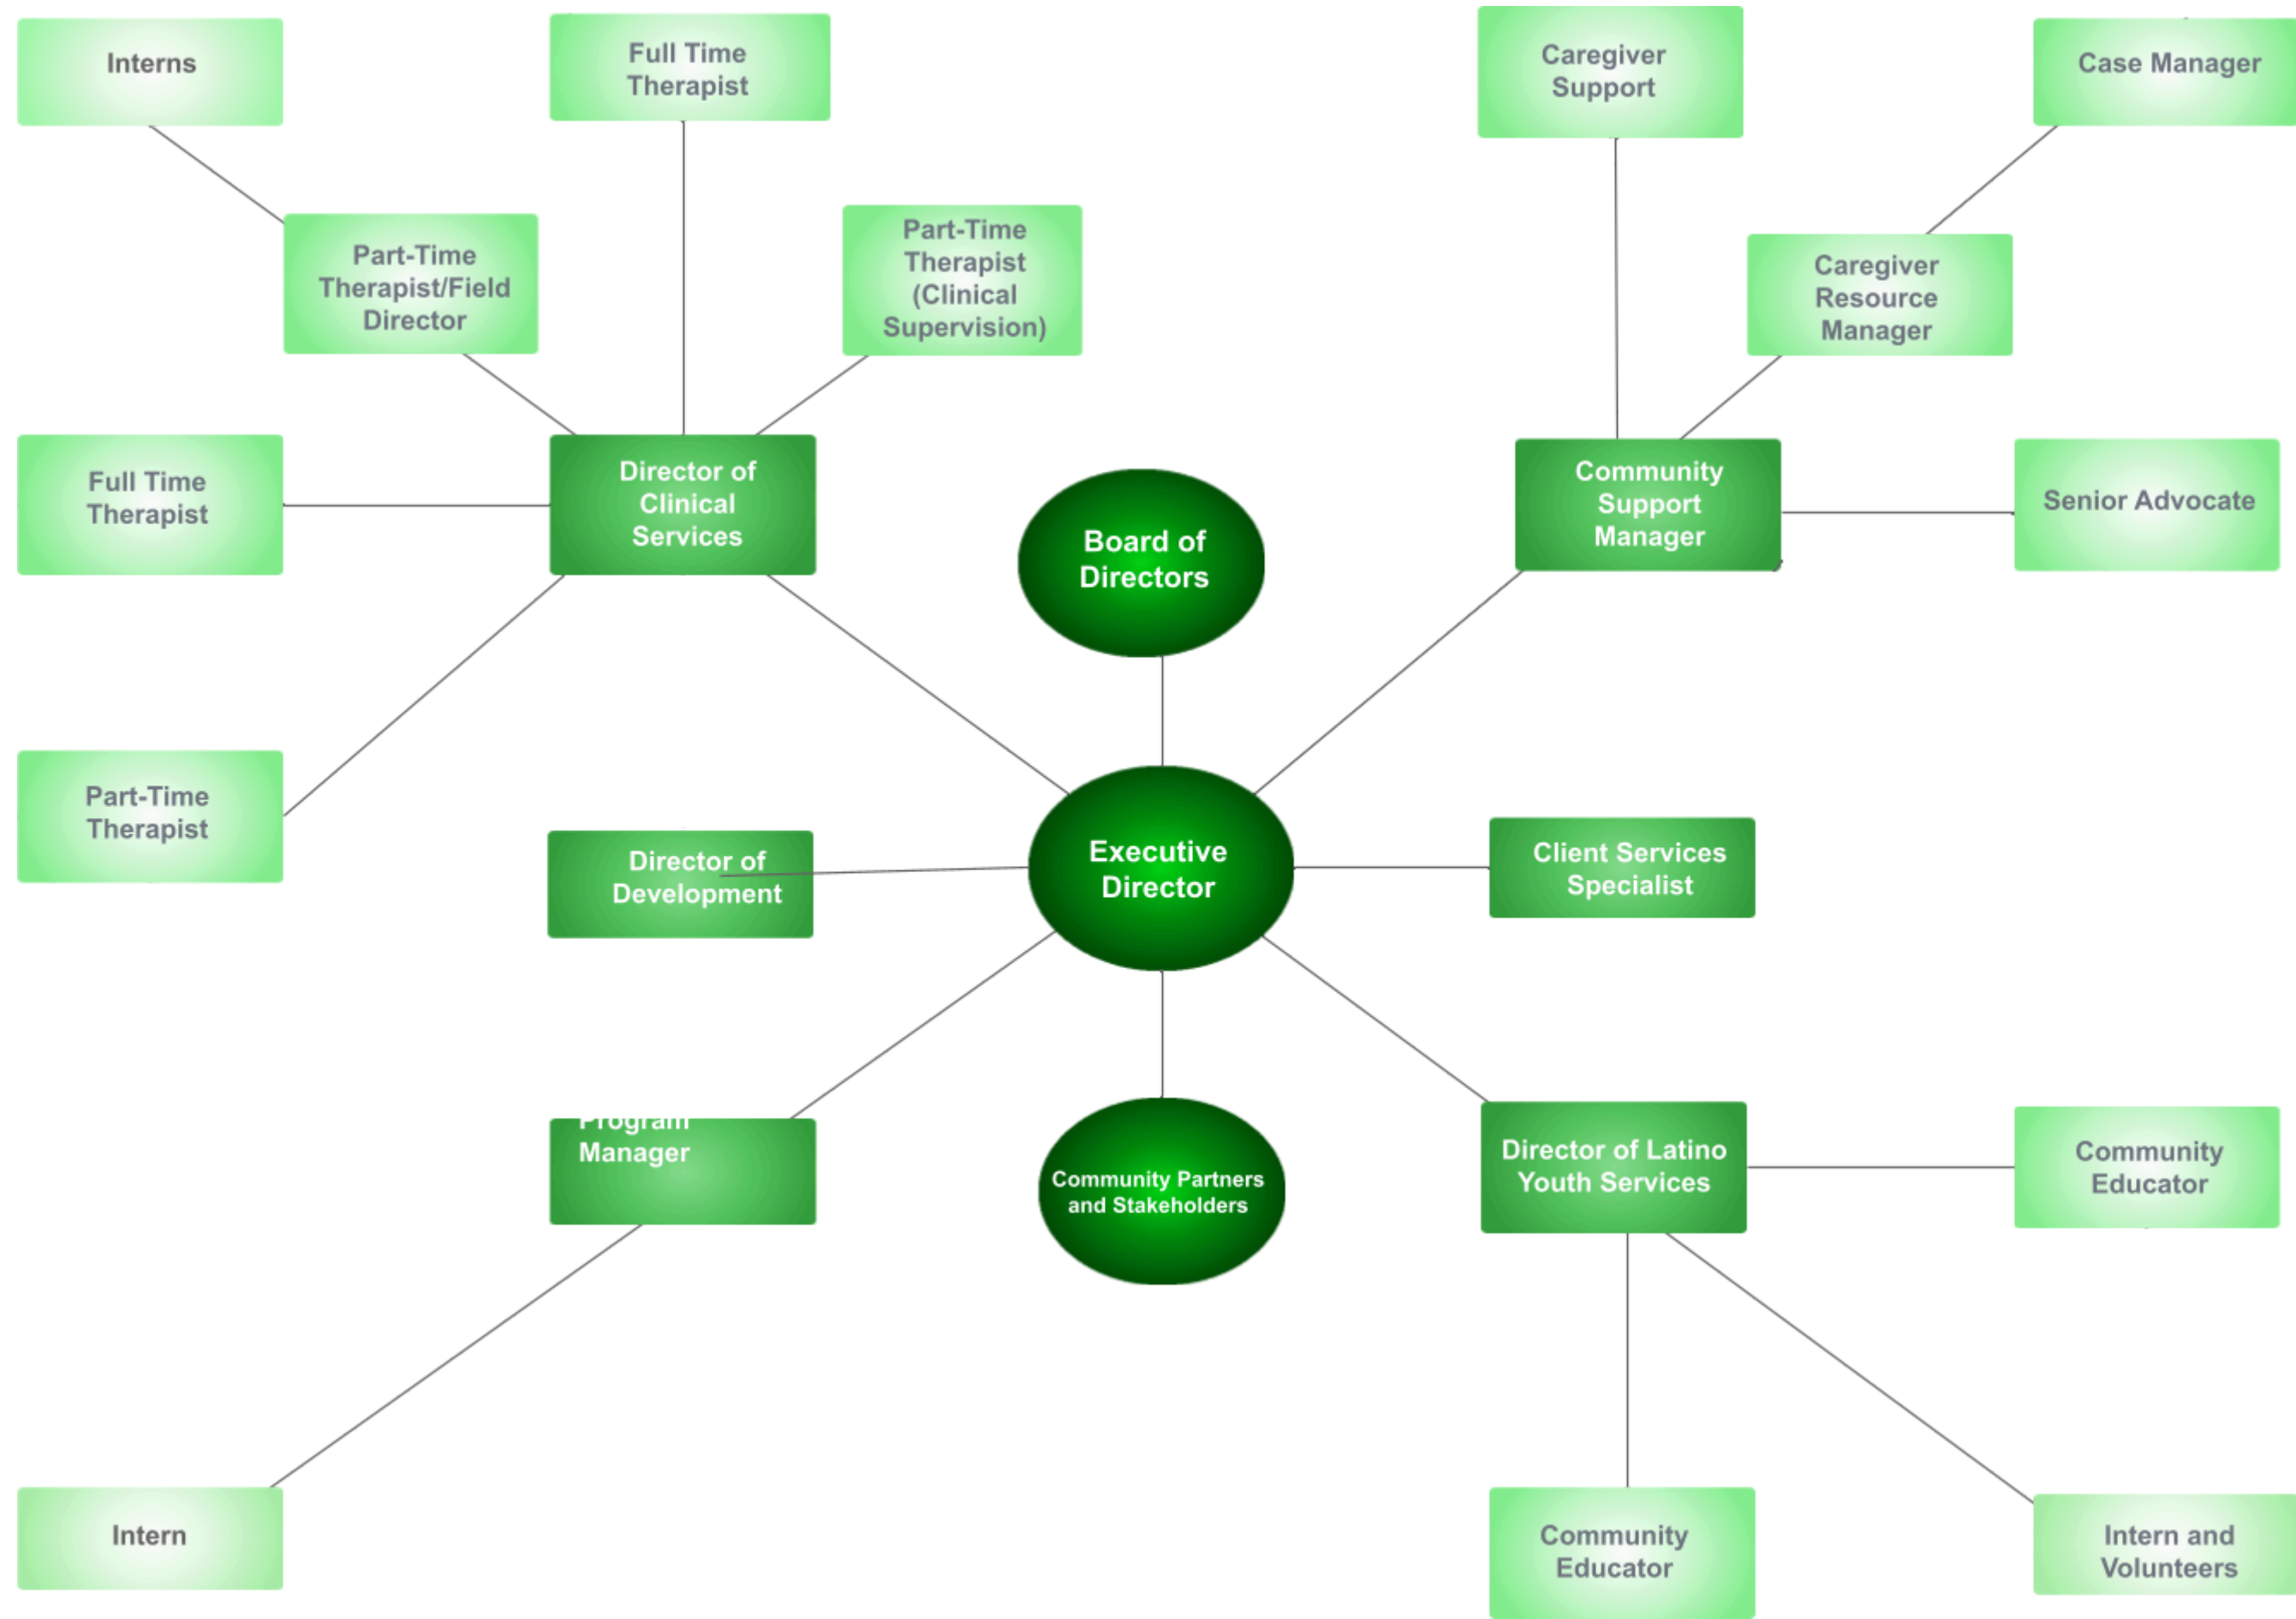 Interns
Full Time
Therapist
Caregiver
Support
Case Manager
Part-Time
Therapist/Field
Director
Part-Time
Therapist
(Clinical
Supervision)
Caregiver
Resource
Manager
Full Time
Therapist
Director of
Clinical
Services
Board of
Directors
Community
Support
Manager
Senior Advocate
Part-Time
Therapist
Director of
Development
Executive
Director
Client Services
Specialist
Program
Manager
Community Partners
and Stakeholders
Director of Latino
Youth Services
Community
Educator
Intern
Community
Educator
Intern and
Volunteers